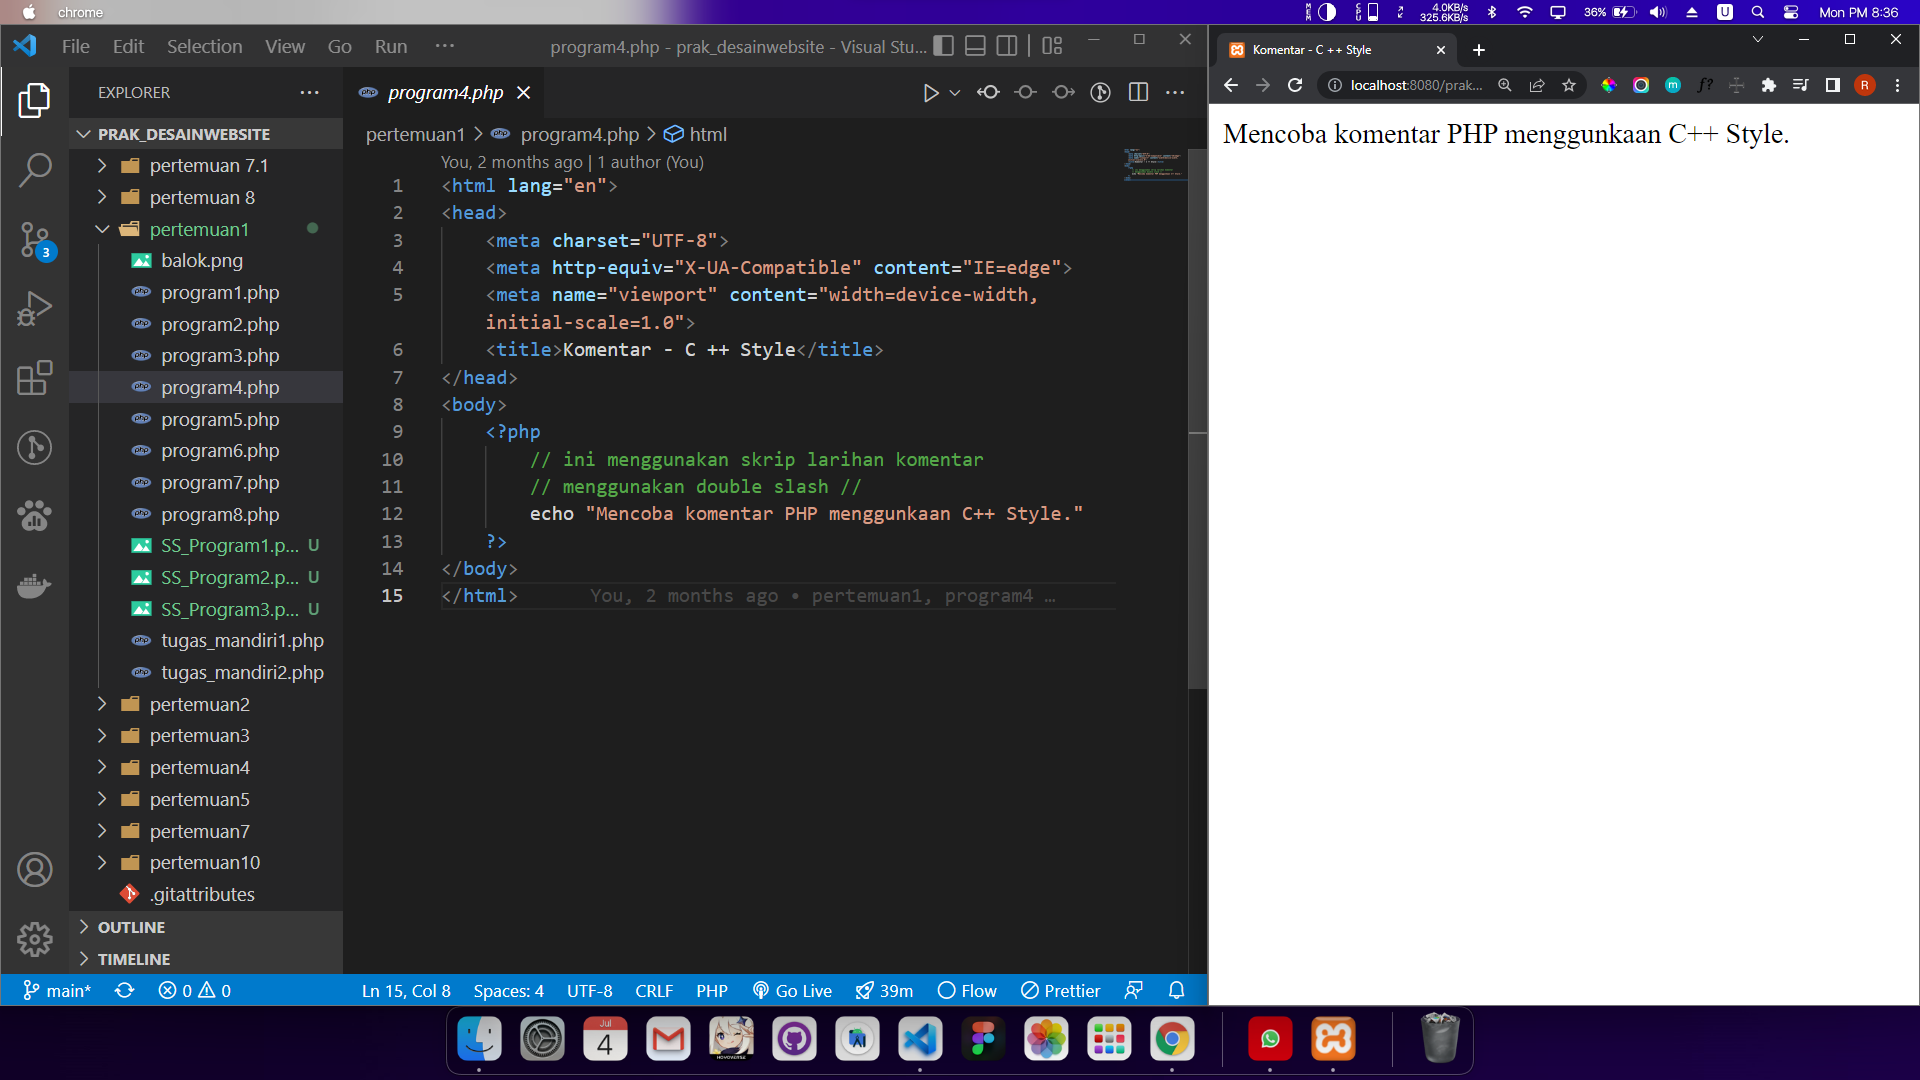 chrome
4.0KB/s
325.6KB/s
36%
U
Mon PM 8:36
File Edit Selection View Go Run ...
program4.php - prak_desainwebsite - Visual Stu...
EXPLORER
PRAK_DESAINWEBSITE
pertemuan 7.1
pertemuan 8
pertemuan1
balok.png
program1.php
program2.php
program3.php
program4.php
program5.php
program6.php
program7.php
program8.php
SS_Program1.p... U
SS_Program2.p... U
SS_Program3.p... U
tugas_mandiri1.php
tugas_mandiri2.php
pertemuan2
pertemuan3
pertemuan4
pertemuan5
pertemuan7
pertemuan10
.gitattributes
OUTLINE
TIMELINE
3
program4.php
pertemuan1 > program4.php > html
You, 2 months ago | 1 author (You)
1 <html lang="en">
2 <head>
3 <meta charset="UTF-8">
4 <meta http-equiv="X-UA-Compatible" content="IE=edge">
5 <meta name="viewport" content="width=device-width,
initial-scale=1.0">
6 <title>Komentar - C ++ Style</title>
7 </head>
8 <body>
9 <?php
10 // ini menggunakan skrip larihan komentar
11 // menggunakan double slash //
12 echo "Mencoba komentar PHP menggunkaan C++ Style."
13 ?>
14 </body>
15 </html> You, 2 months ago • pertemuan1, program4 ...
main* 0 0 Ln 15, Col 8 Spaces: 4 UTF-8 CRLF PHP Go Live 39m Flow Prettier
Komentar - C ++ Style
localhost:8080/prak...
m
f?
R
Mencoba komentar PHP menggunkaan C++ Style.
Jul
4